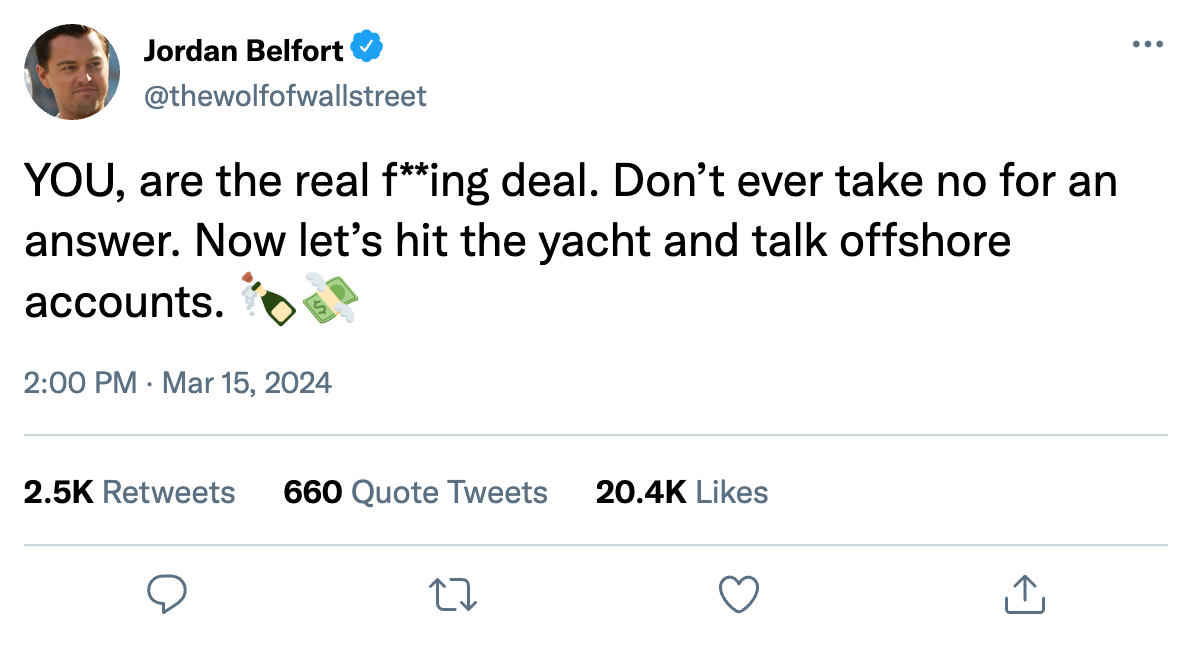 Jordan Belfort
@thewolfofwallstreet
YOU, are the real f**ing deal. Don’t ever take no for an
answer. Now let’s hit the yacht and talk offshore
accounts. 🍾💸
2:00 PM · Mar 15, 2024
2.5K Retweets 660 Quote Tweets 20.4K Likes